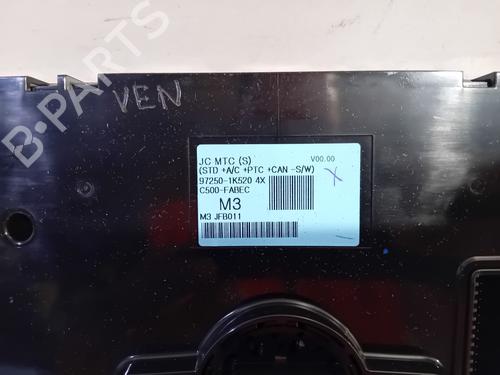 B-PARTS
VEN
JC MTC (S) V00.00
(STD +A/C +PTC +CAN -S/W)
97250-1K520 4X
C500-FABEC
M3
M3 JFB011
X